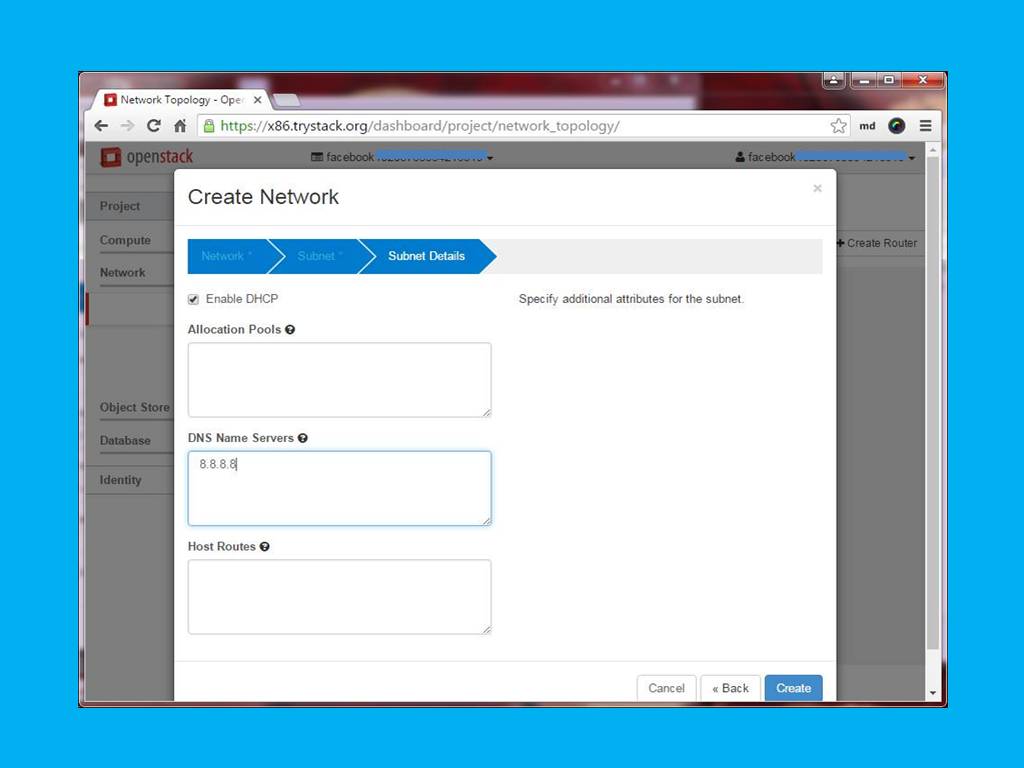 Network Topology - Ope
https://x86.trystack.org/dashboard/project/network_topology/
md
openstack
facebook
facebook
Create Network
Project
Network *
Subnet *
Subnet Details
Compute
Create Router
Network
Enable DHCP
Specify additional attributes for the subnet.
Allocation Pools
Object Store
DNS Name Servers
Database
8.8.8.8
Identity
Host Routes
Cancel
« Back
Create